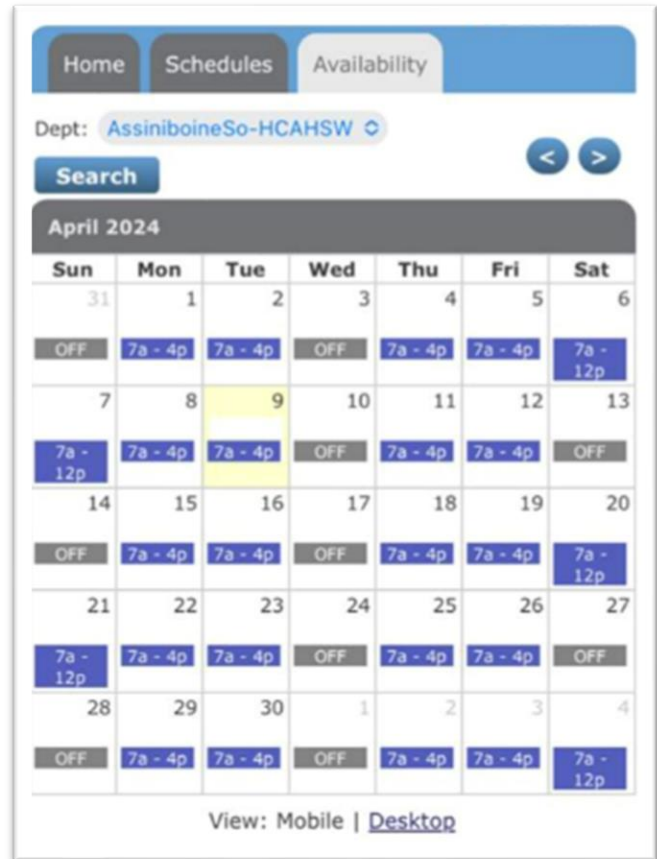 Home Schedules Availability
Dept: AssiniboineSo-HCAHSW
< >
Search
April 2024
Sun Mon Tue Wed Thu Fri Sat
31 1 2 3 4 5 6
OFF 7a - 4p 7a - 4p OFF 7a - 4p 7a - 4p 7a -
12p
7 8 9 10 11 12 13
7a - 7a - 4p 7a - 4p OFF 7a - 4p 7a - 4p OFF
12p
14 15 16 17 18 19 20
OFF 7a - 4p 7a - 4p OFF 7a - 4p 7a - 4p 7a -
12p
21 22 23 24 25 26 27
7a - 7a - 4p 7a - 4p OFF 7a - 4p 7a - 4p OFF
12p
28 29 30 1 2 3 4
OFF 7a - 4p 7a - 4p OFF 7a - 4p 7a - 4p 7a -
12p
View: Mobile | Desktop